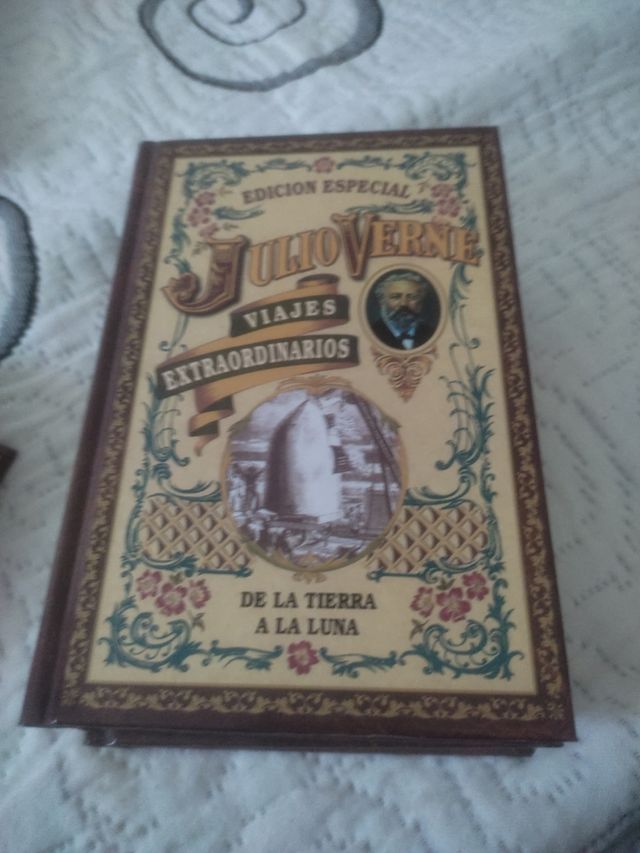 EDICION ESPECIAL
JULIO VERNE
VIAJES
EXTRAORDINARIOS
DE LA TIERRA
A LA LUNA